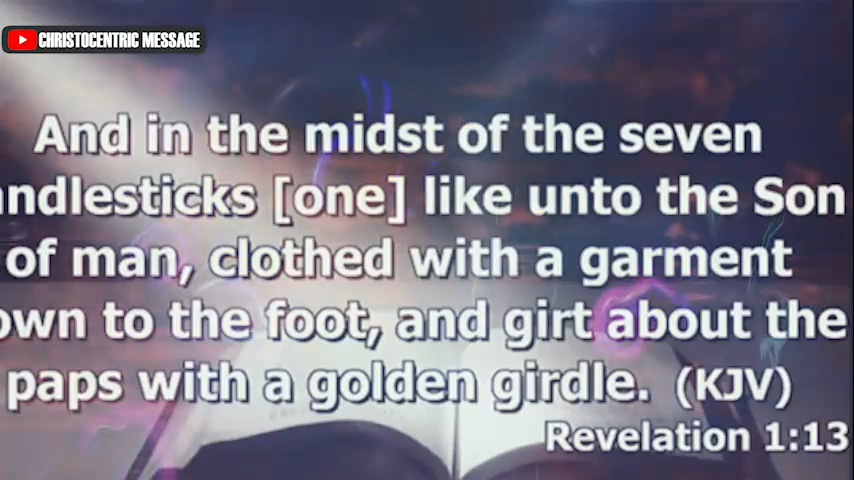 CHRISTOCENTRIC MESSAGE
And in the midst of the seven
andlesticks [one] like unto the Son
of man, clothed with a garment
own to the foot, and girt about the
paps with a golden girdle. (KJV)
Revelation 1:13